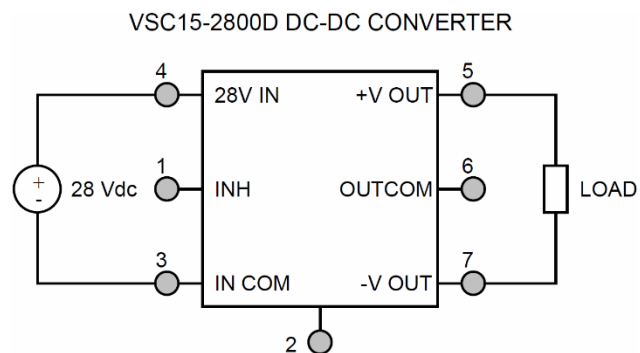 VSC15-2800D DC-DC CONVERTER
4 5
28V IN +V OUT
1 6
+
- 28 Vdc INH OUTCOM LOAD
3 7
IN COM -V OUT
2